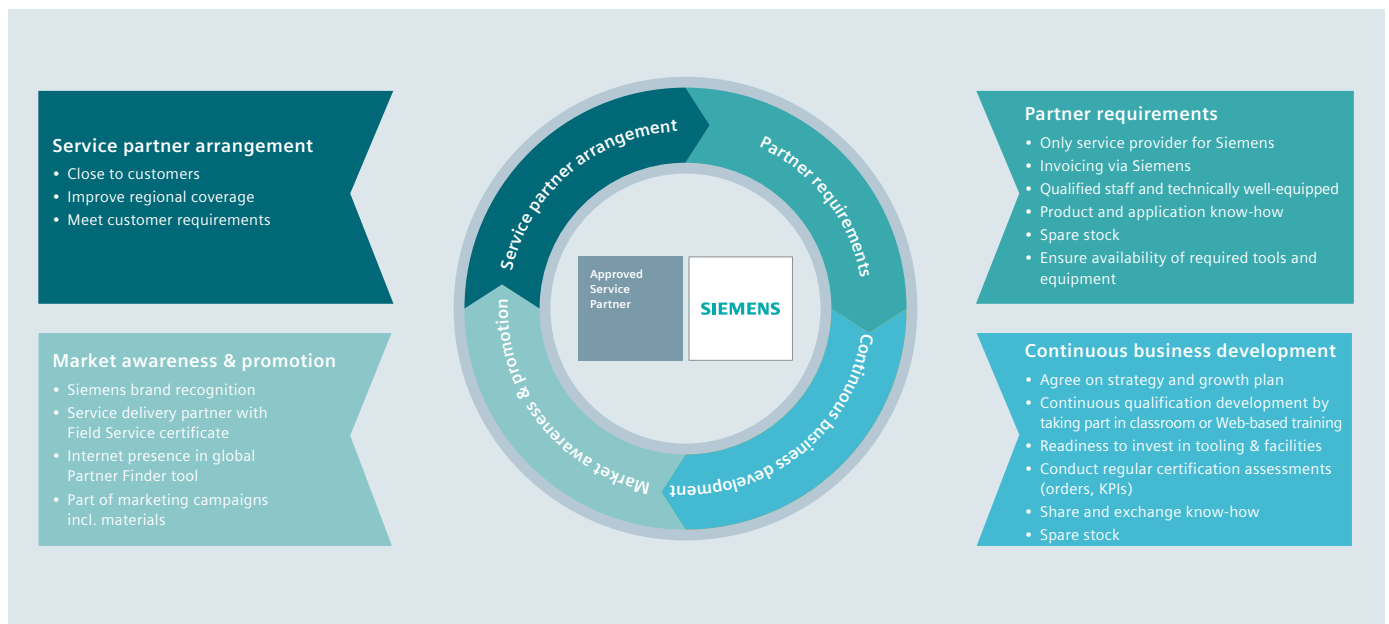 Service partner arrangement
• Close to customers
• Improve regional coverage
• Meet customer requirements
Market awareness & promotion
• Siemens brand recognition
• Service delivery partner with
Field Service certificate
• Internet presence in global
Partner Finder tool
• Part of marketing campaigns
incl. materials
Service partner arrangement
Partner requirements
Continuous business development
Market awareness & promotion
Approved
Service
Partner
SIEMENS
Partner requirements
• Only service provider for Siemens
• Invoicing via Siemens
• Qualified staff and technically well-equipped
• Product and application know-how
• Spare stock
• Ensure availability of required tools and
equipment
Continuous business development
• Agree on strategy and growth plan
• Continuous qualification development by
taking part in classroom or Web-based training
• Readiness to invest in tooling & facilities
• Conduct regular certification assessments
(orders, KPIs)
• Share and exchange know-how
• Spare stock